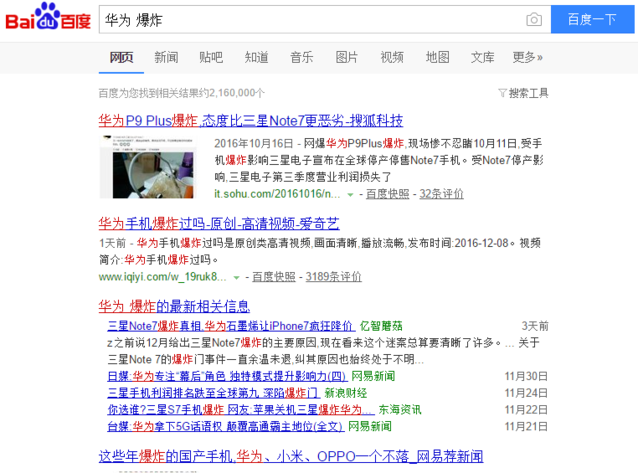 Bai du 百度
华为 爆炸
百度一下
网页 新闻 贴吧 知道 音乐 图片 视频 地图 文库 更多»
百度为您找到相关结果约2,160,000个
搜索工具
华为P9 Plus爆炸,态度比三星Note7更恶劣-搜狐科技
2016年10月16日 - 网爆华为P9Plus爆炸,现场惨不忍睹10月11日,受手
机爆炸影响三星电子宣布在全球停产停售Note7手机。受Note7停产影
响,三星电子第三季度营业利润损失了
it.sohu.com/20161016/n... - 百度快照 - 32条评价
华为手机爆炸过吗-原创-高清视频-爱奇艺
1天前 - 华为手机爆炸过吗是原创类高清视频,画面清晰,播放流畅,发布时间:2016-12-08。视频
简介:华为手机爆炸过吗。
www.iqiyi.com/w_19ruk8... - 百度快照 - 3189条评价
华为 爆炸的最新相关信息
三星Note7爆炸真相,华为石墨烯让iPhone7疯狂降价 亿智蘑菇 3天前
z之前说12月给出三星Note7爆炸的主要原因,现在看来这个迷案总算要清晰了许多。... 关于
三星Note 7的爆炸门事件一直余温未退,纠其原因也始终处于不明...
日媒:华为专注“幕后”角色 独特模式提升影响力(四) 网易新闻 11月30日
三星手机利润排名跌至全球第九 深陷爆炸门 新浪财经 11月24日
你选谁?三星S7手机爆炸 网友:苹果关机三星爆炸华为... 东海资讯 11月22日
台媒:华为拿下5G话语权 颠覆高通霸主地位(全文) 网易新闻 11月21日
这些年爆炸的国产手机,华为、小米、OPPO一个不落_网易荐新闻